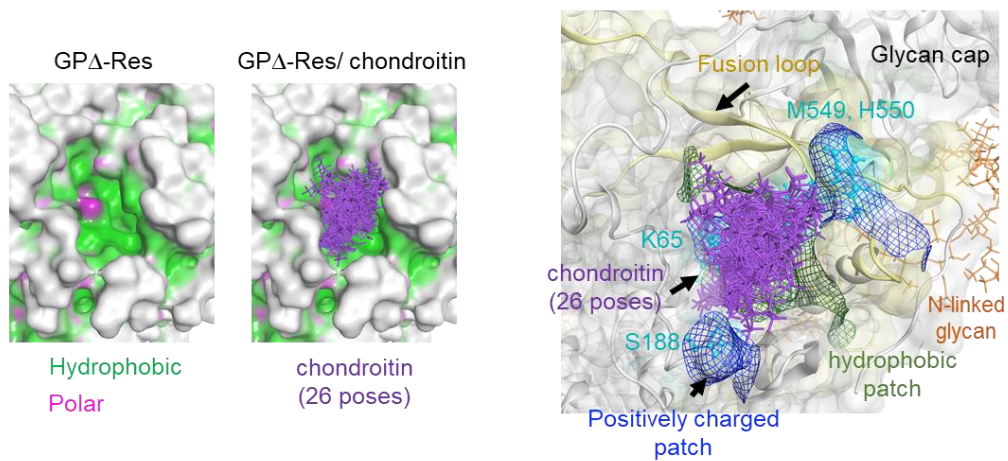 GPΔ-Res
GPΔ-Res/ chondroitin
Hydrophobic
Polar
chondroitin
(26 poses)
Glycan cap
Fusion loop
M549, H550
K65
chondroitin
(26 poses)
S188
N-linked
glycan
hydrophobic
patch
Positively charged
patch